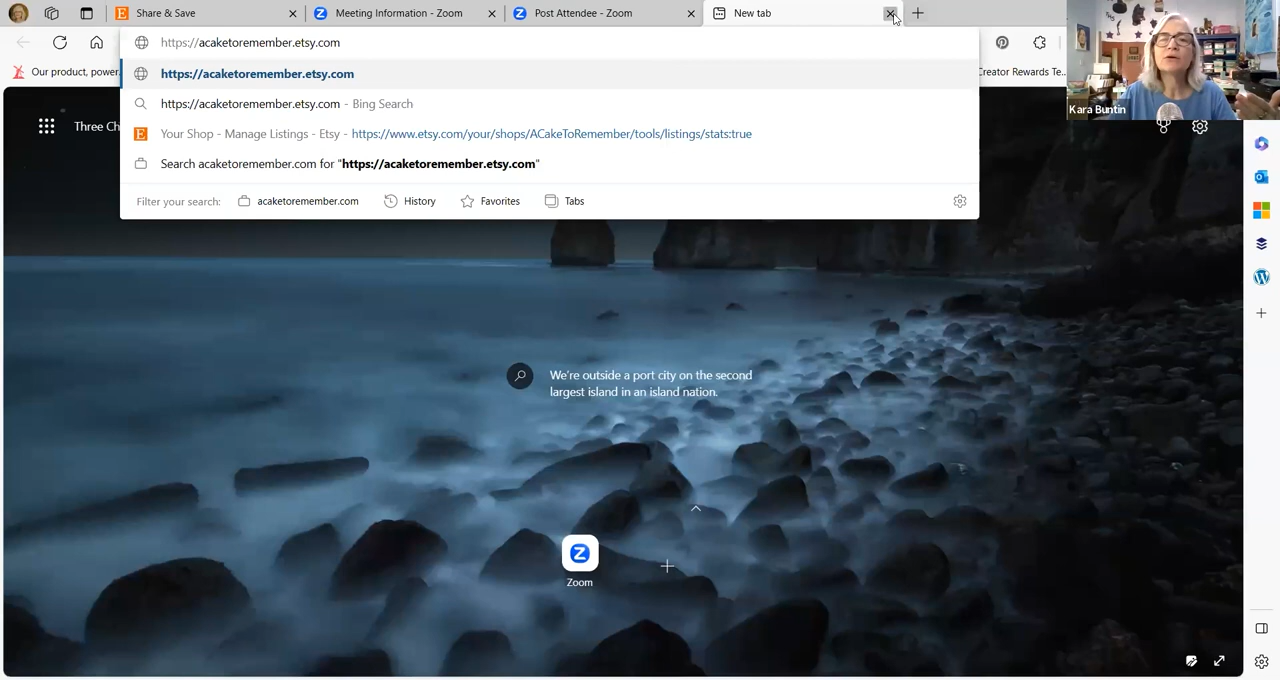 Share & Save
Meeting Information - Zoom
Post Attendee - Zoom
New tab
https://acaketoremember.etsy.com
https://acaketoremember.etsy.com
https://acaketoremember.etsy.com - Bing Search
Your Shop - Manage Listings - Etsy - https://www.etsy.com/your/shops/ACakeToRemember/tools/listings/stats:true
Search acaketoremember.com for "https://acaketoremember.etsy.com"
Filter your search: acaketoremember.com History Favorites Tabs
Our product, power
Creator Rewards Te...
Kara Buntin
Three Ch
We're outside a port city on the second
largest island in an island nation.
Zoom